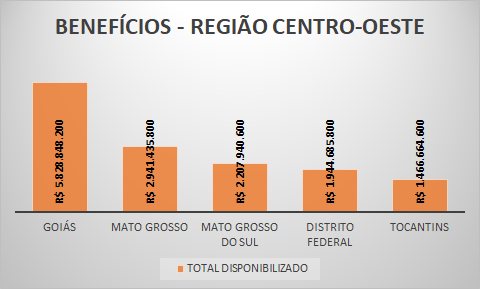 BENEFÍCIOS - REGIÃO CENTRO-OESTE
R$ 5.828.848.200
R$ 2.941.435.800
R$ 2.207.940.600
R$ 1.944.685.800
R$ 1.466.664.600
GOIÁS
MATO GROSSO
MATO GROSSO
DO SUL
DISTRITO
FEDERAL
TOCANTINS
TOTAL DISPONIBILIZADO